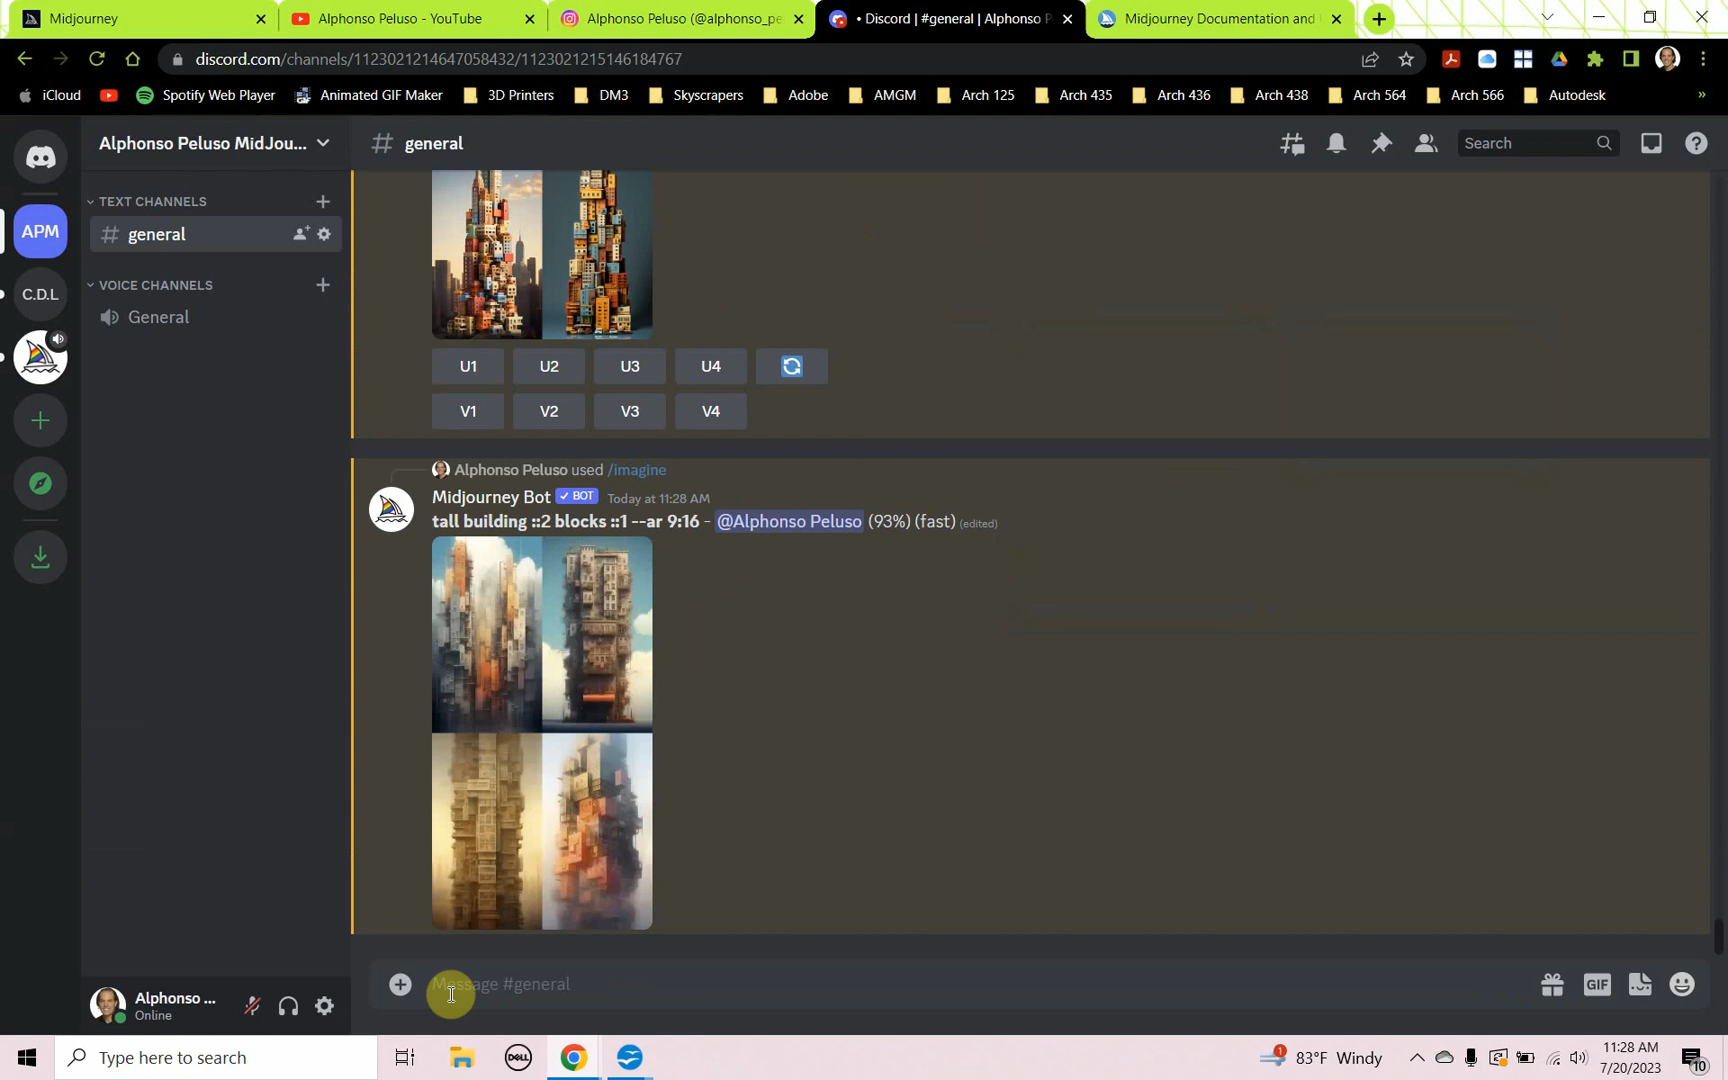 Midjourney
Alphonso Peluso - YouTube
Alphonso Peluso (@alphonso_pe
• Discord | #general | Alphonso P
Midjourney Documentation and
discord.com/channels/1123021214647058432/1123021215146184767
iCloud
Spotify Web Player
Animated GIF Maker
3D Printers
DM3
Skyscrapers
Adobe
AMGM
Arch 125
Arch 435
Arch 436
Arch 438
Arch 564
Arch 566
Autodesk
»
Alphonso Peluso MidJou...
# general
Search
TEXT CHANNELS
# general
VOICE CHANNELS
General
APM
C.D.L
U1 U2 U3 U4
V1 V2 V3 V4
Alphonso Peluso used /imagine
Midjourney Bot ✓ BOT Today at 11:28 AM
tall building ::2 blocks ::1 --ar 9:16 - @Alphonso Peluso (93%) (fast) (edited)
Message #general
GIF
Alphonso ...
Online
Type here to search
DELL
1
83°F Windy
11:28 AM
7/20/2023
10